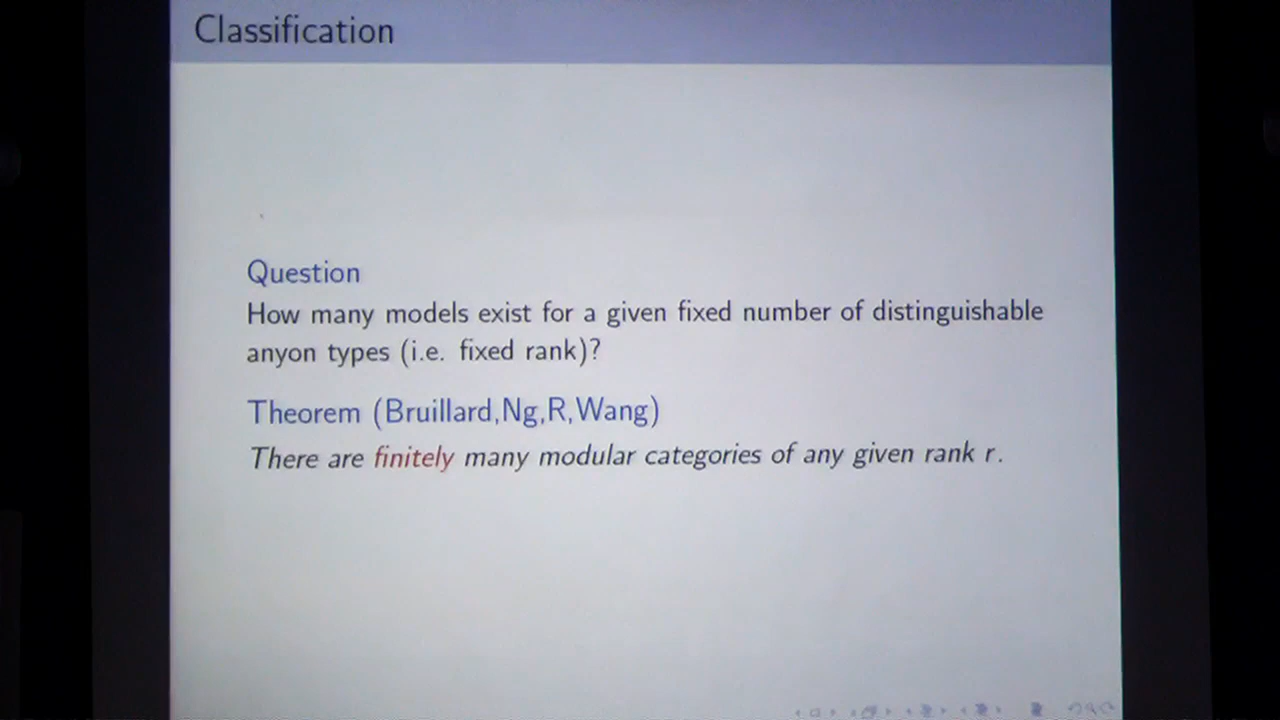 Classification
Question
How many models exist for a given fixed number of distinguishable
anyon types (i.e. fixed rank)?
Theorem (Bruillard,Ng,R,Wang)
There are finitely many modular categories of any given rank r.